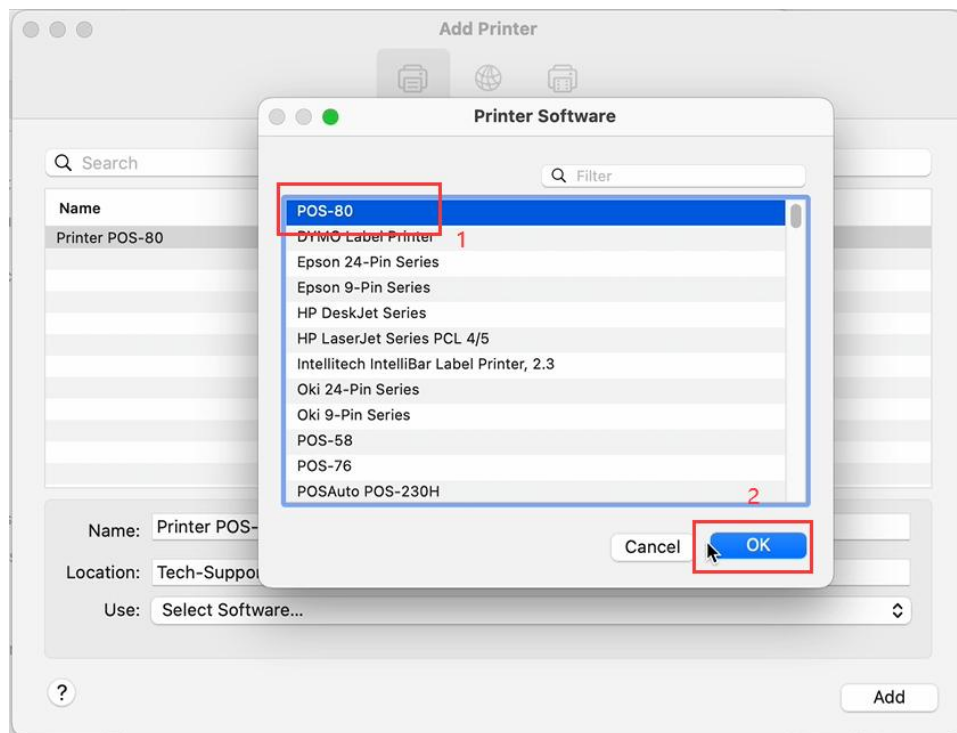 Add Printer
Printer Software
Search
Filter
Name
Printer POS-80
POS-80
1
DYMO Label Printer
Epson 24-Pin Series
Epson 9-Pin Series
HP DeskJet Series
HP LaserJet Series PCL 4/5
Intellitech IntelliBar Label Printer, 2.3
Oki 24-Pin Series
Oki 9-Pin Series
POS-58
POS-76
POSAuto POS-230H
2
Cancel OK
Name: Printer POS-
Location: Tech-Suppo
Use: Select Software...
? Add